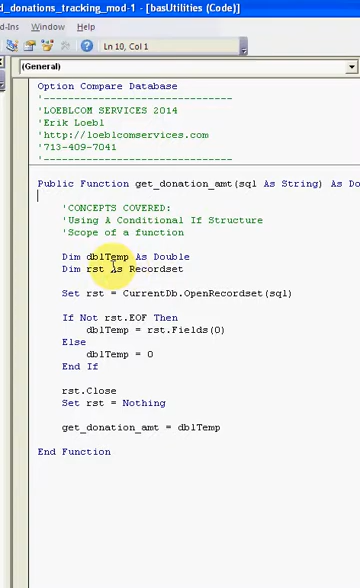 d_donations_tracking_mod-1 - [basUtilities (Code)]
Add-Ins Window Help
Ln 10, Col 1
(General)
Option Compare Database
'-------------------------------
'LOEBLCOM SERVICES 2014
'Erik Loebl
'http://loeblcomservices.com
'713-409-7041
'-------------------------------
Public Function get_donation_amt(sql As String) As Do
'CONCEPTS COVERED:
'Using A Conditional If Structure
'Scope of a function
Dim dblTemp As Double
Dim rst As Recordset
Set rst = CurrentDb.OpenRecordset(sql)
If Not rst.EOF Then
dblTemp = rst.Fields(0)
Else
dblTemp = 0
End If
rst.Close
Set rst = Nothing
get_donation_amt = dblTemp
End Function